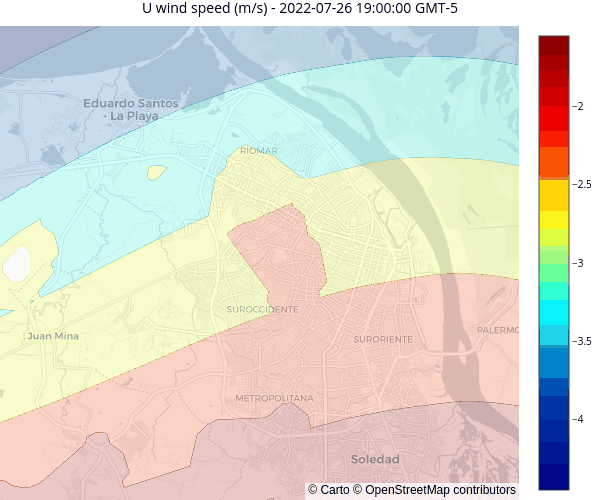 U wind speed (m/s) - 2022-07-26 19:00:00 GMT-5
Eduardo Santos
- La Playa
RIOMAR
SUROCCIDENTE
Juan Mina
SURORIENTE
PALERMO
METROPOLITANA
Soledad
© Carto © OpenStreetMap contributors
−2
−2.5
−3
−3.5
−4